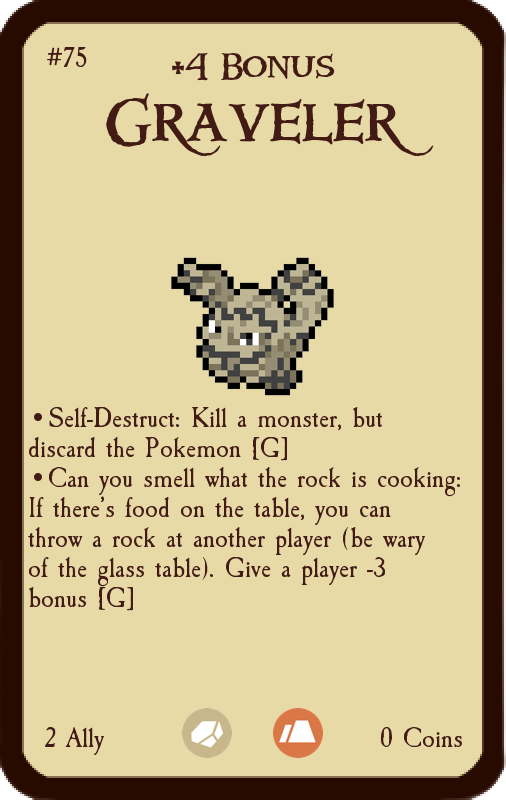 #75
+4 Bonus
Graveler
•Self-Destruct: Kill a monster, but
discard the Pokemon [G]
•Can you smell what the rock is cooking:
If there's food on the table, you can
throw a rock at another player (be wary
of the glass table). Give a player -3
bonus [G]
2 Ally
0 Coins